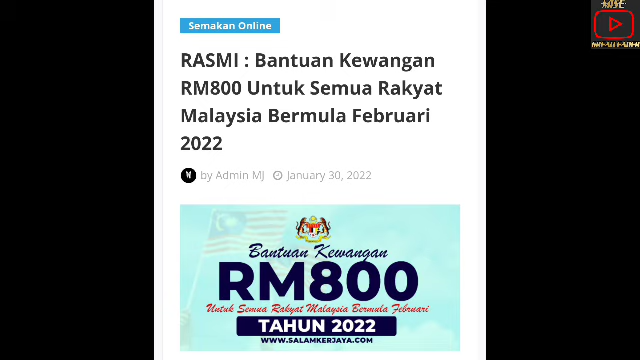 Semakan Online
RASMI : Bantuan Kewangan
RM800 Untuk Semua Rakyat
Malaysia Bermula Februari
2022
by Admin MJ January 30, 2022
Bantuan Kewangan
RM800
Untuk Semua Rakyat Malaysia Bermula Februari
TAHUN 2022
WWW.SALAMKERJAYA.COM